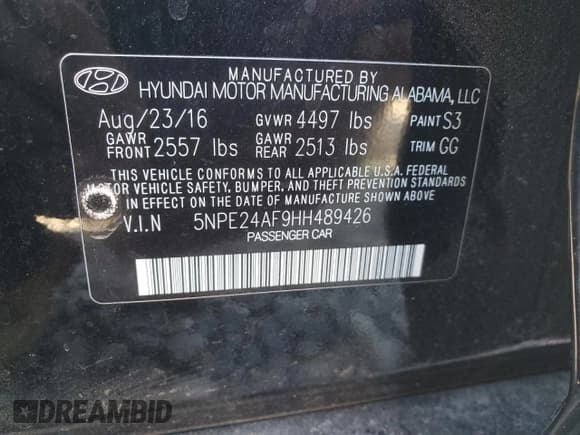 MANUFACTURED BY
HYUNDAI MOTOR MANUFACTURING ALABAMA, LLC
Aug/23/16 GVWR 4497 lbs PAINT S3
GAWR FRONT 2557 lbs GAWR REAR 2513 lbs TRIM GG
THIS VEHICLE CONFORMS TO ALL APPLICABLE U.S.A. FEDERAL
MOTOR VEHICLE SAFETY, BUMPER, AND THEFT PREVENTION STANDARDS
IN EFFECT ON THE DATE OF MANUFACTURE SHOWN ABOVE
V.I.N 5NPE24AF9HH489426
PASSENGER CAR
DREAMBID